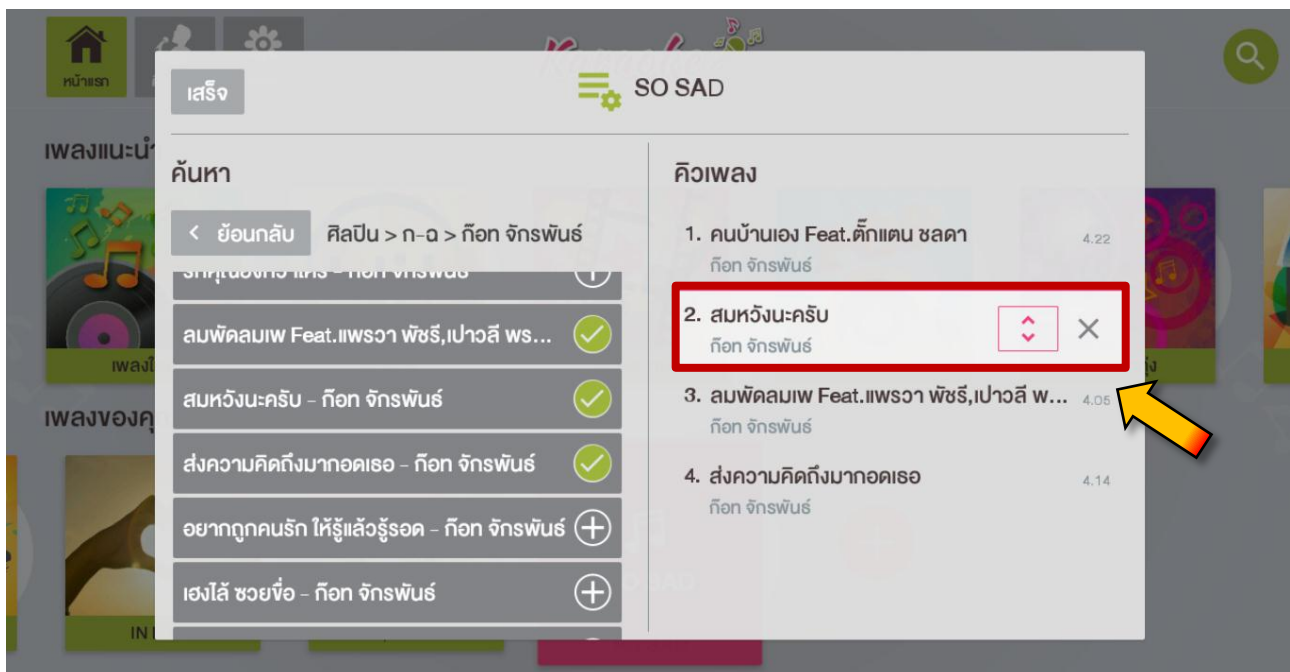 หน้าแรก
Karaoke
เสร็จ
SO SAD
เพลงแนะนำ
ค้นหา
คิวเพลง
ย้อนกลับ
ศิลปิน > ก-ฉ > ก๊อท จักรพันธ์
1. คนบ้านเอง Feat.ตั๊กแตน ชลดา 4.22
ก๊อท จักรพันธ์
ลมพัดลมเพ Feat.แพรวา พัชรี,เปาวลี พร...
2. สมหวังนะครับ
ก๊อท จักรพันธ์
สมหวังนะครับ - ก๊อท จักรพันธ์
3. ลมพัดลมเพ Feat.แพรวา พัชรี,เปาวลี พ... 4.05
ก๊อท จักรพันธ์
เพลงของคุ
ส่งความคิดถึงมากอดเธอ - ก๊อท จักรพันธ์
4. ส่งความคิดถึงมากอดเธอ 4.14
ก๊อท จักรพันธ์
อยากถูกคนรัก ให้รู้แล้วรู้รอด - ก๊อท จักรพันธ์
เฮงไล้ ซวยขื่อ - ก๊อท จักรพันธ์
SO SAD